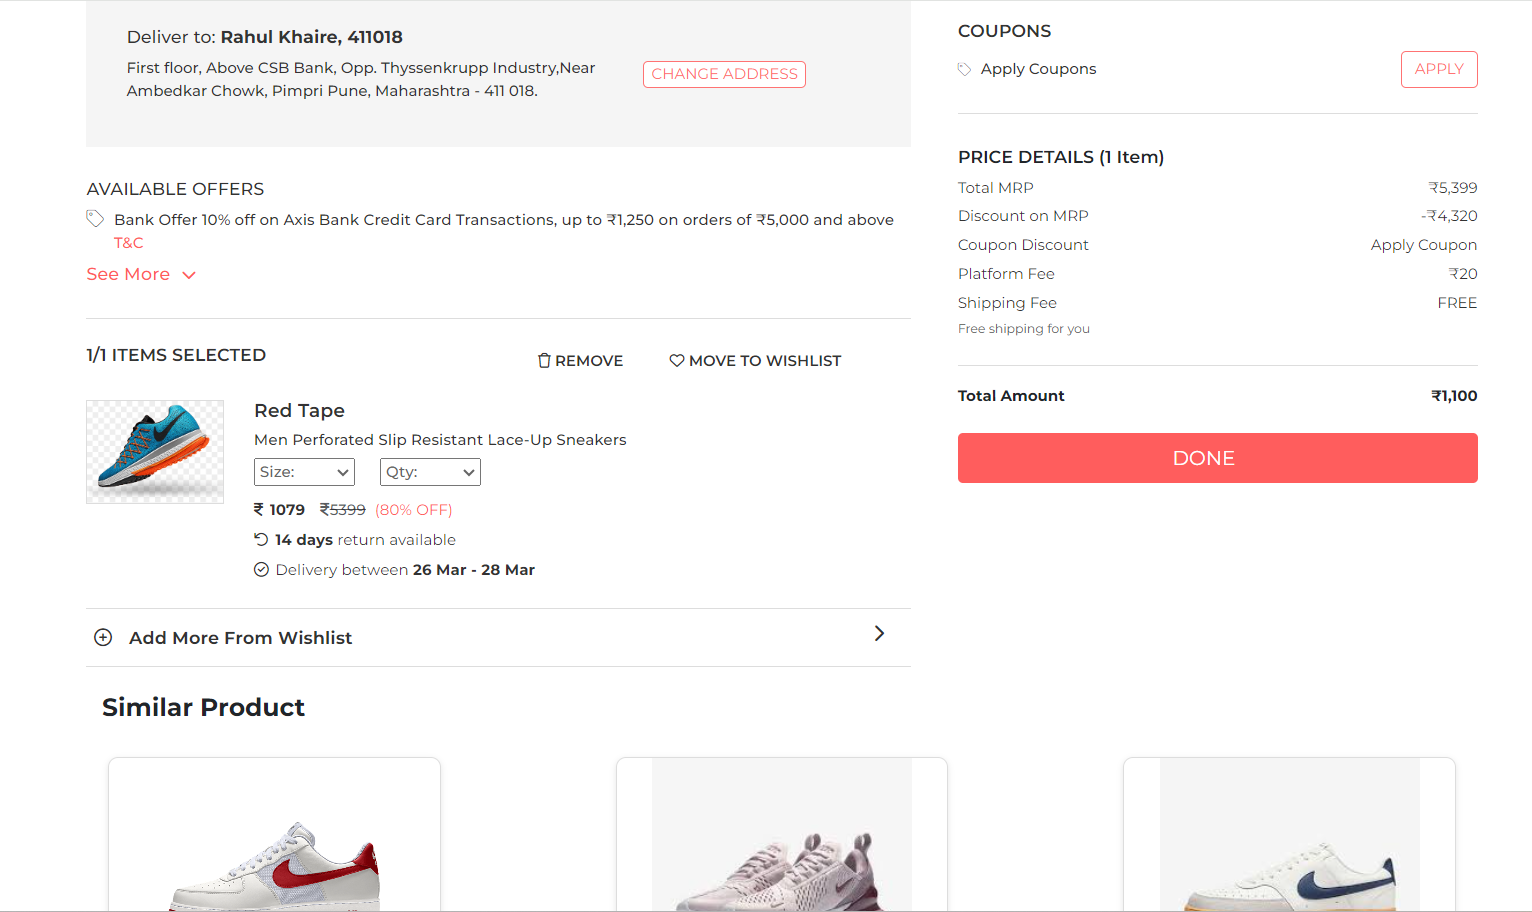 Deliver to: Rahul Khaire, 411018
First floor, Above CSB Bank, Opp. Thyssenkrupp Industry,Near
Ambedkar Chowk, Pimpri Pune, Maharashtra - 411 018.
CHANGE ADDRESS
AVAILABLE OFFERS
Bank Offer 10% off on Axis Bank Credit Card Transactions, up to ₹1,250 on orders of ₹5,000 and above
T&C
See More
1/1 ITEMS SELECTED
REMOVE
MOVE TO WISHLIST
Red Tape
Men Perforated Slip Resistant Lace-Up Sneakers
Size:
Qty:
₹ 1079 ₹5399 (80% OFF)
14 days return available
Delivery between 26 Mar - 28 Mar
Add More From Wishlist
COUPONS
Apply Coupons
APPLY
PRICE DETAILS (1 Item)
Total MRP ₹5,399
Discount on MRP -₹4,320
Coupon Discount Apply Coupon
Platform Fee ₹20
Shipping Fee FREE
Free shipping for you
Total Amount ₹1,100
DONE
Similar Product